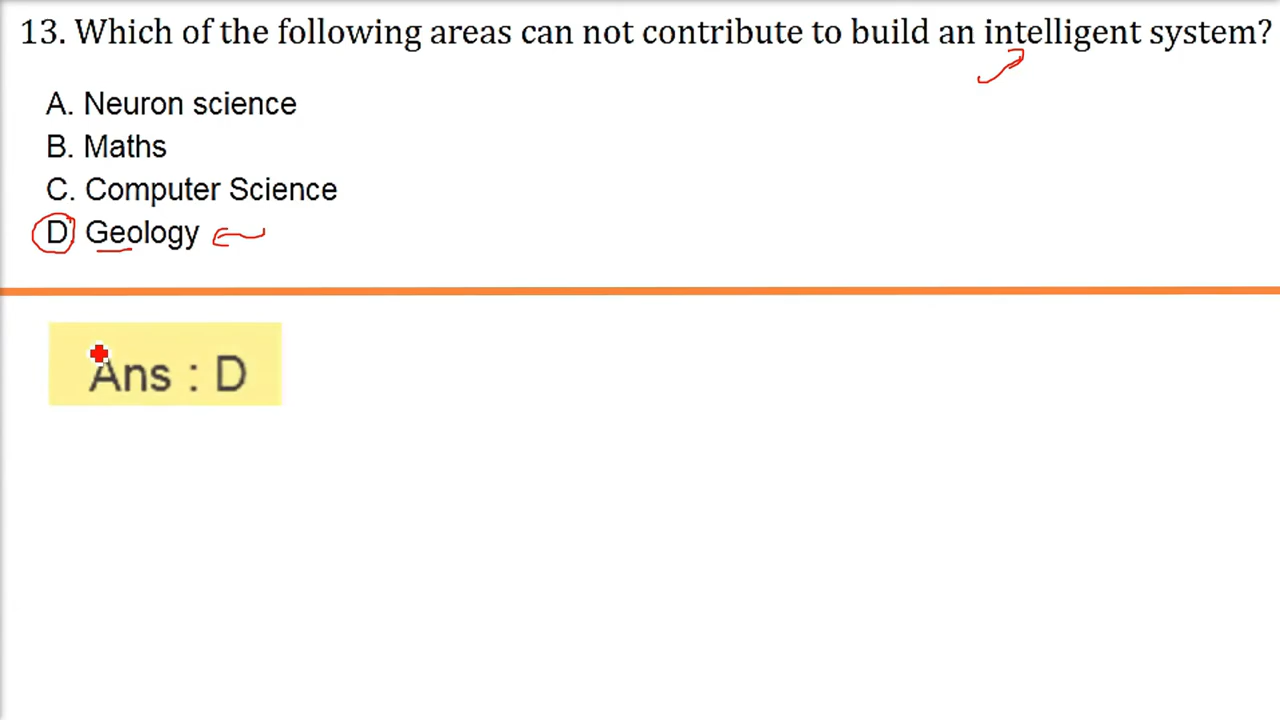 13. Which of the following areas can not contribute to build an intelligent system?
A. Neuron science
B. Maths
C. Computer Science
D. Geology
Ans : D